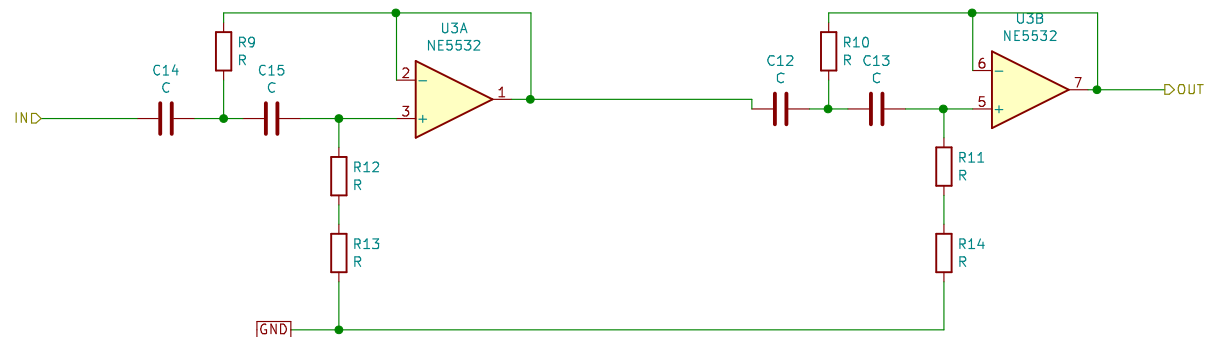 U3A
NE5532
R9
R
C14
C
C15
C
2
−
1
3
+
IN
R12
R
R13
R
GND
U3B
NE5532
R10
R
C12
C
C13
C
6
−
7
5
+
OUT
R11
R
R14
R